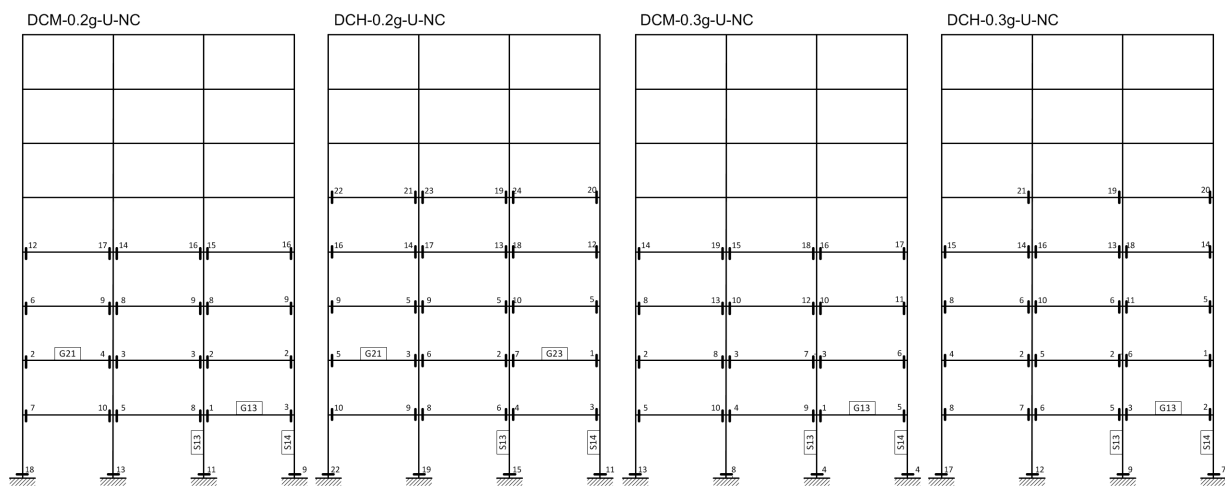 DCM-0.2g-U-NC DCH-0.2g-U-NC DCM-0.3g-U-NC DCH-0.3g-U-NC
22 21 23 19 24 20 21 19 20
12 17 14 16 15 16 16 14 17 13 18 12 14 19 15 18 16 17 15 14 16 13 18 14
6 9 8 9 8 9 9 5 9 5 10 5 8 13 10 12 10 11 8 6 10 6 11 5
2 G21 4 3 3 2 2 5 G21 3 6 2 7 G23 1 2 8 3 7 3 6 4 2 5 2 6 1
7 10 5 8 1 G13 3 10 9 8 6 4 3 5 10 4 9 1 G13 5 8 7 6 5 3 G13 2
S13 S14 S13 S14 S13 S14 S13 S14
18 13 11 9 22 19 15 11 13 8 4 4 17 12 9 7